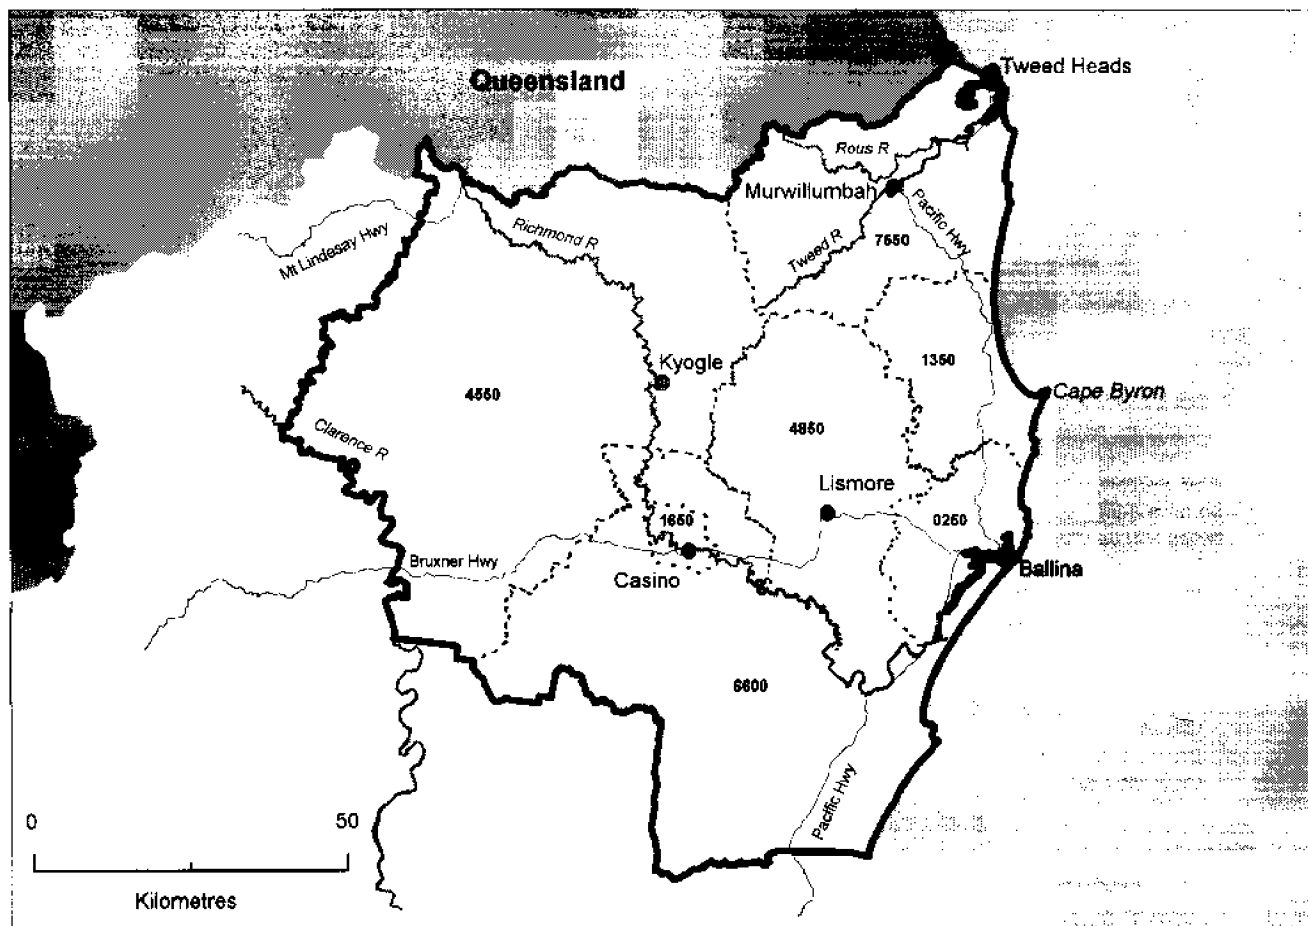 Tweed Heads
Queensland
Rous R
Murwillumbah
Pacific Hwy
Richmond R
Tweed R
7550
Mt Lindesay Hwy
1350
Kyogle
4550
Cape Byron
4850
Clarence R
Lismore
1650
0250
Bruxner Hwy
Casino
Ballina
6600
Pacific Hwy
0
50
Kilometres